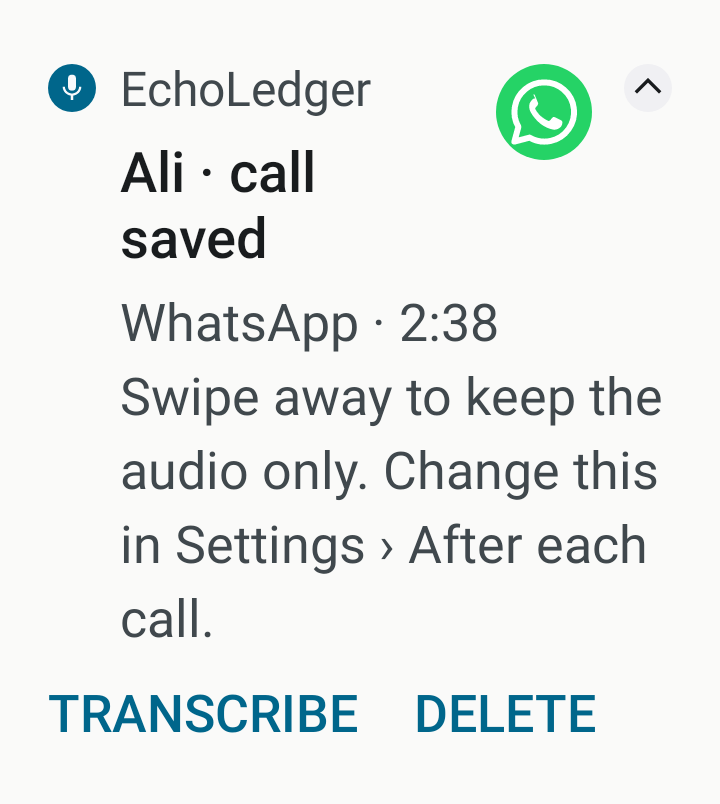 EchoLedger
Ali · call
saved
WhatsApp · 2:38
Swipe away to keep the
audio only. Change this
in Settings › After each
call.
TRANSCRIBE DELETE